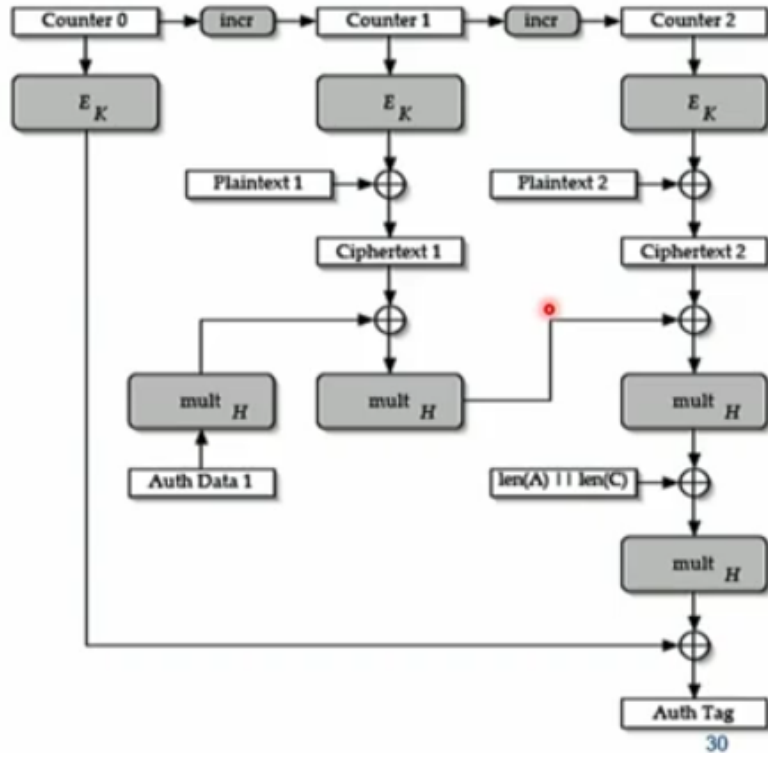 Counter 0
incr
Counter 1
incr
Counter 2
E K
E K
E K
Plaintext 1
Plaintext 2
Ciphertext 1
Ciphertext 2
mult H
mult H
mult H
Auth Data 1
len(A) || len(C)
mult H
Auth Tag
30